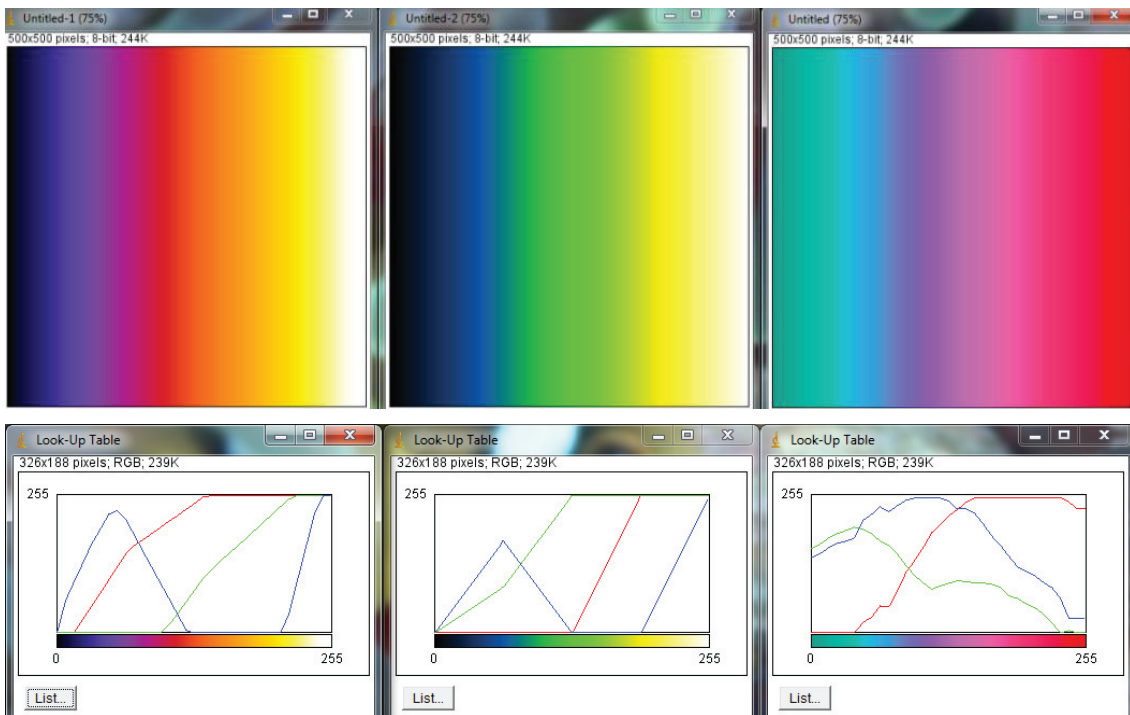 Untitled-1 (75%)
500x500 pixels; 8-bit; 244K
Untitled-2 (75%)
500x500 pixels; 8-bit; 244K
Untitled (75%)
500x500 pixels; 8-bit; 244K
Look-Up Table
326x188 pixels; RGB; 239K
255
0 255
List...
Look-Up Table
326x188 pixels; RGB; 239K
255
0 255
List...
Look-Up Table
326x188 pixels; RGB; 239K
255
0 255
List...